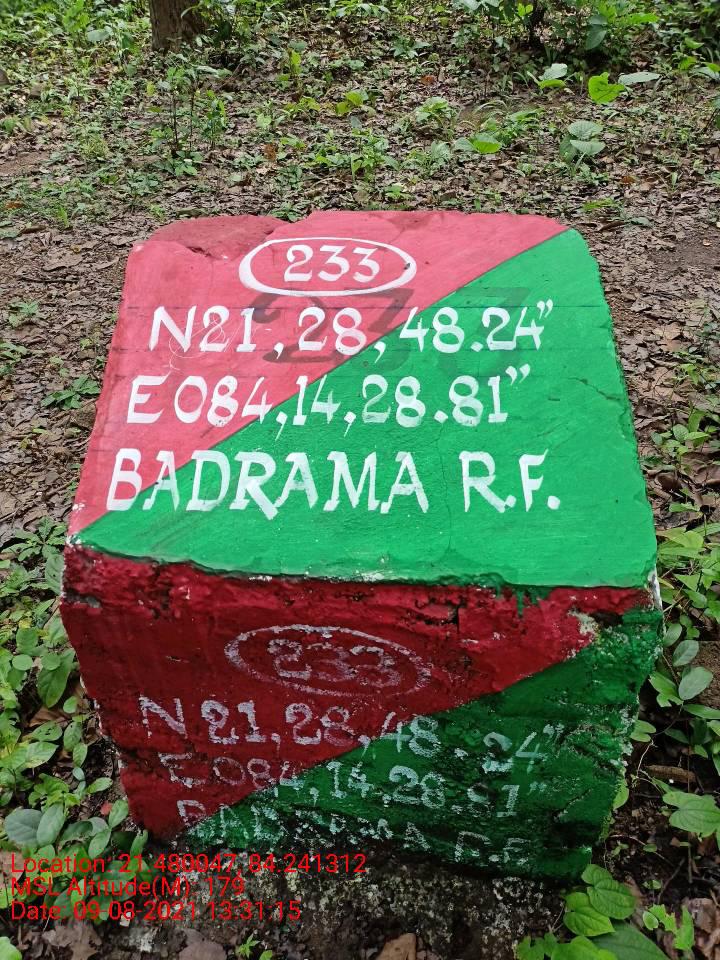 233
N21,28,48.24"
E084,14,28.81"
BADRAMA R.F.
233
N21,28,48.24"
E084,14,28.81"
BADRAMA R.F.
Location: 21.480047, 84.241312
MSL Altitude(M): 179
Date: 09-08-2021 13:31:15